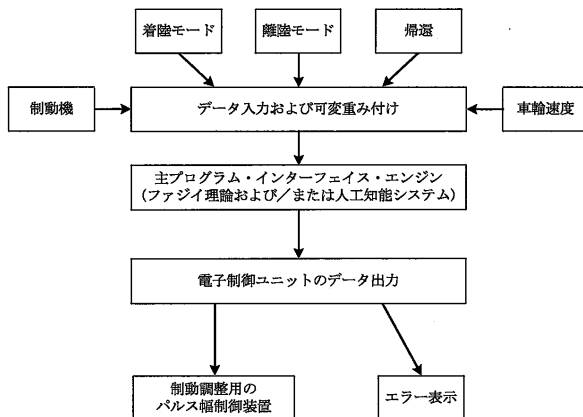 着陸モード
離陸モード
帰還
制動機
データ入力および可変重み付け
車輪速度
主プログラム・インターフェイス・エンジン
（ファジイ理論および／または人工知能システム）
電子制御ユニットのデータ出力
制動調整用の
パルス幅制御装置
エラー表示